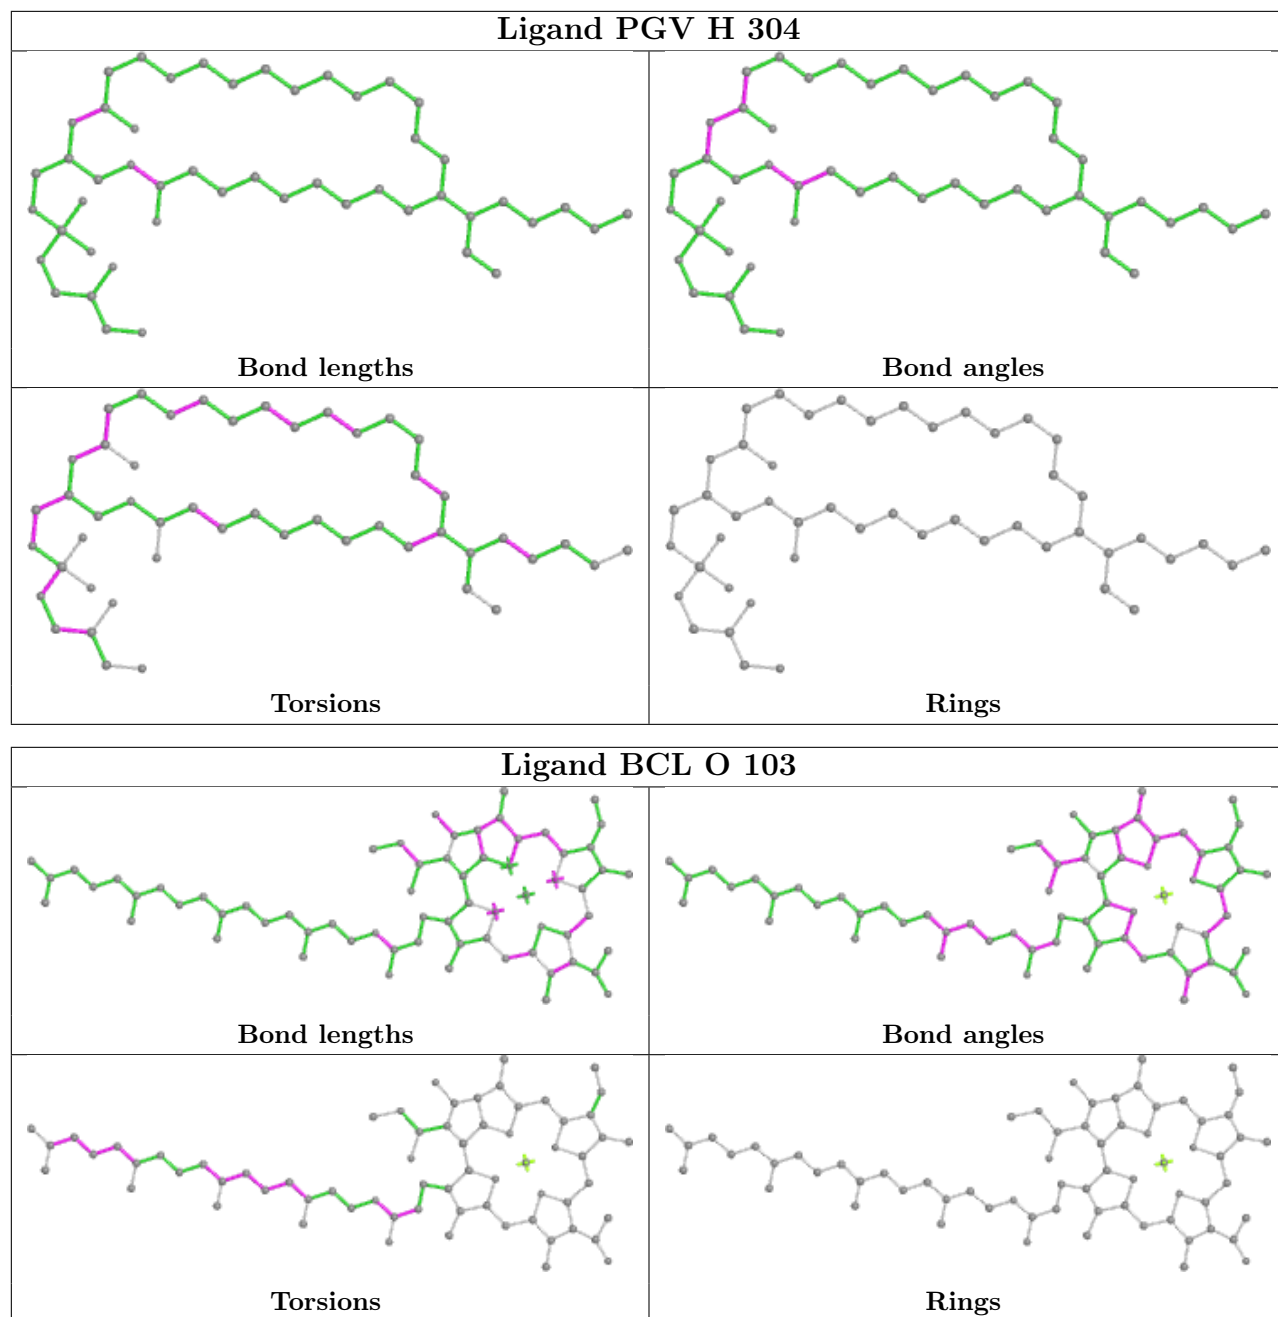 Ligand PGV H 304
Bond lengths
Bond angles
Torsions
Rings
Ligand BCL O 103
Bond lengths
Bond angles
Torsions
Rings